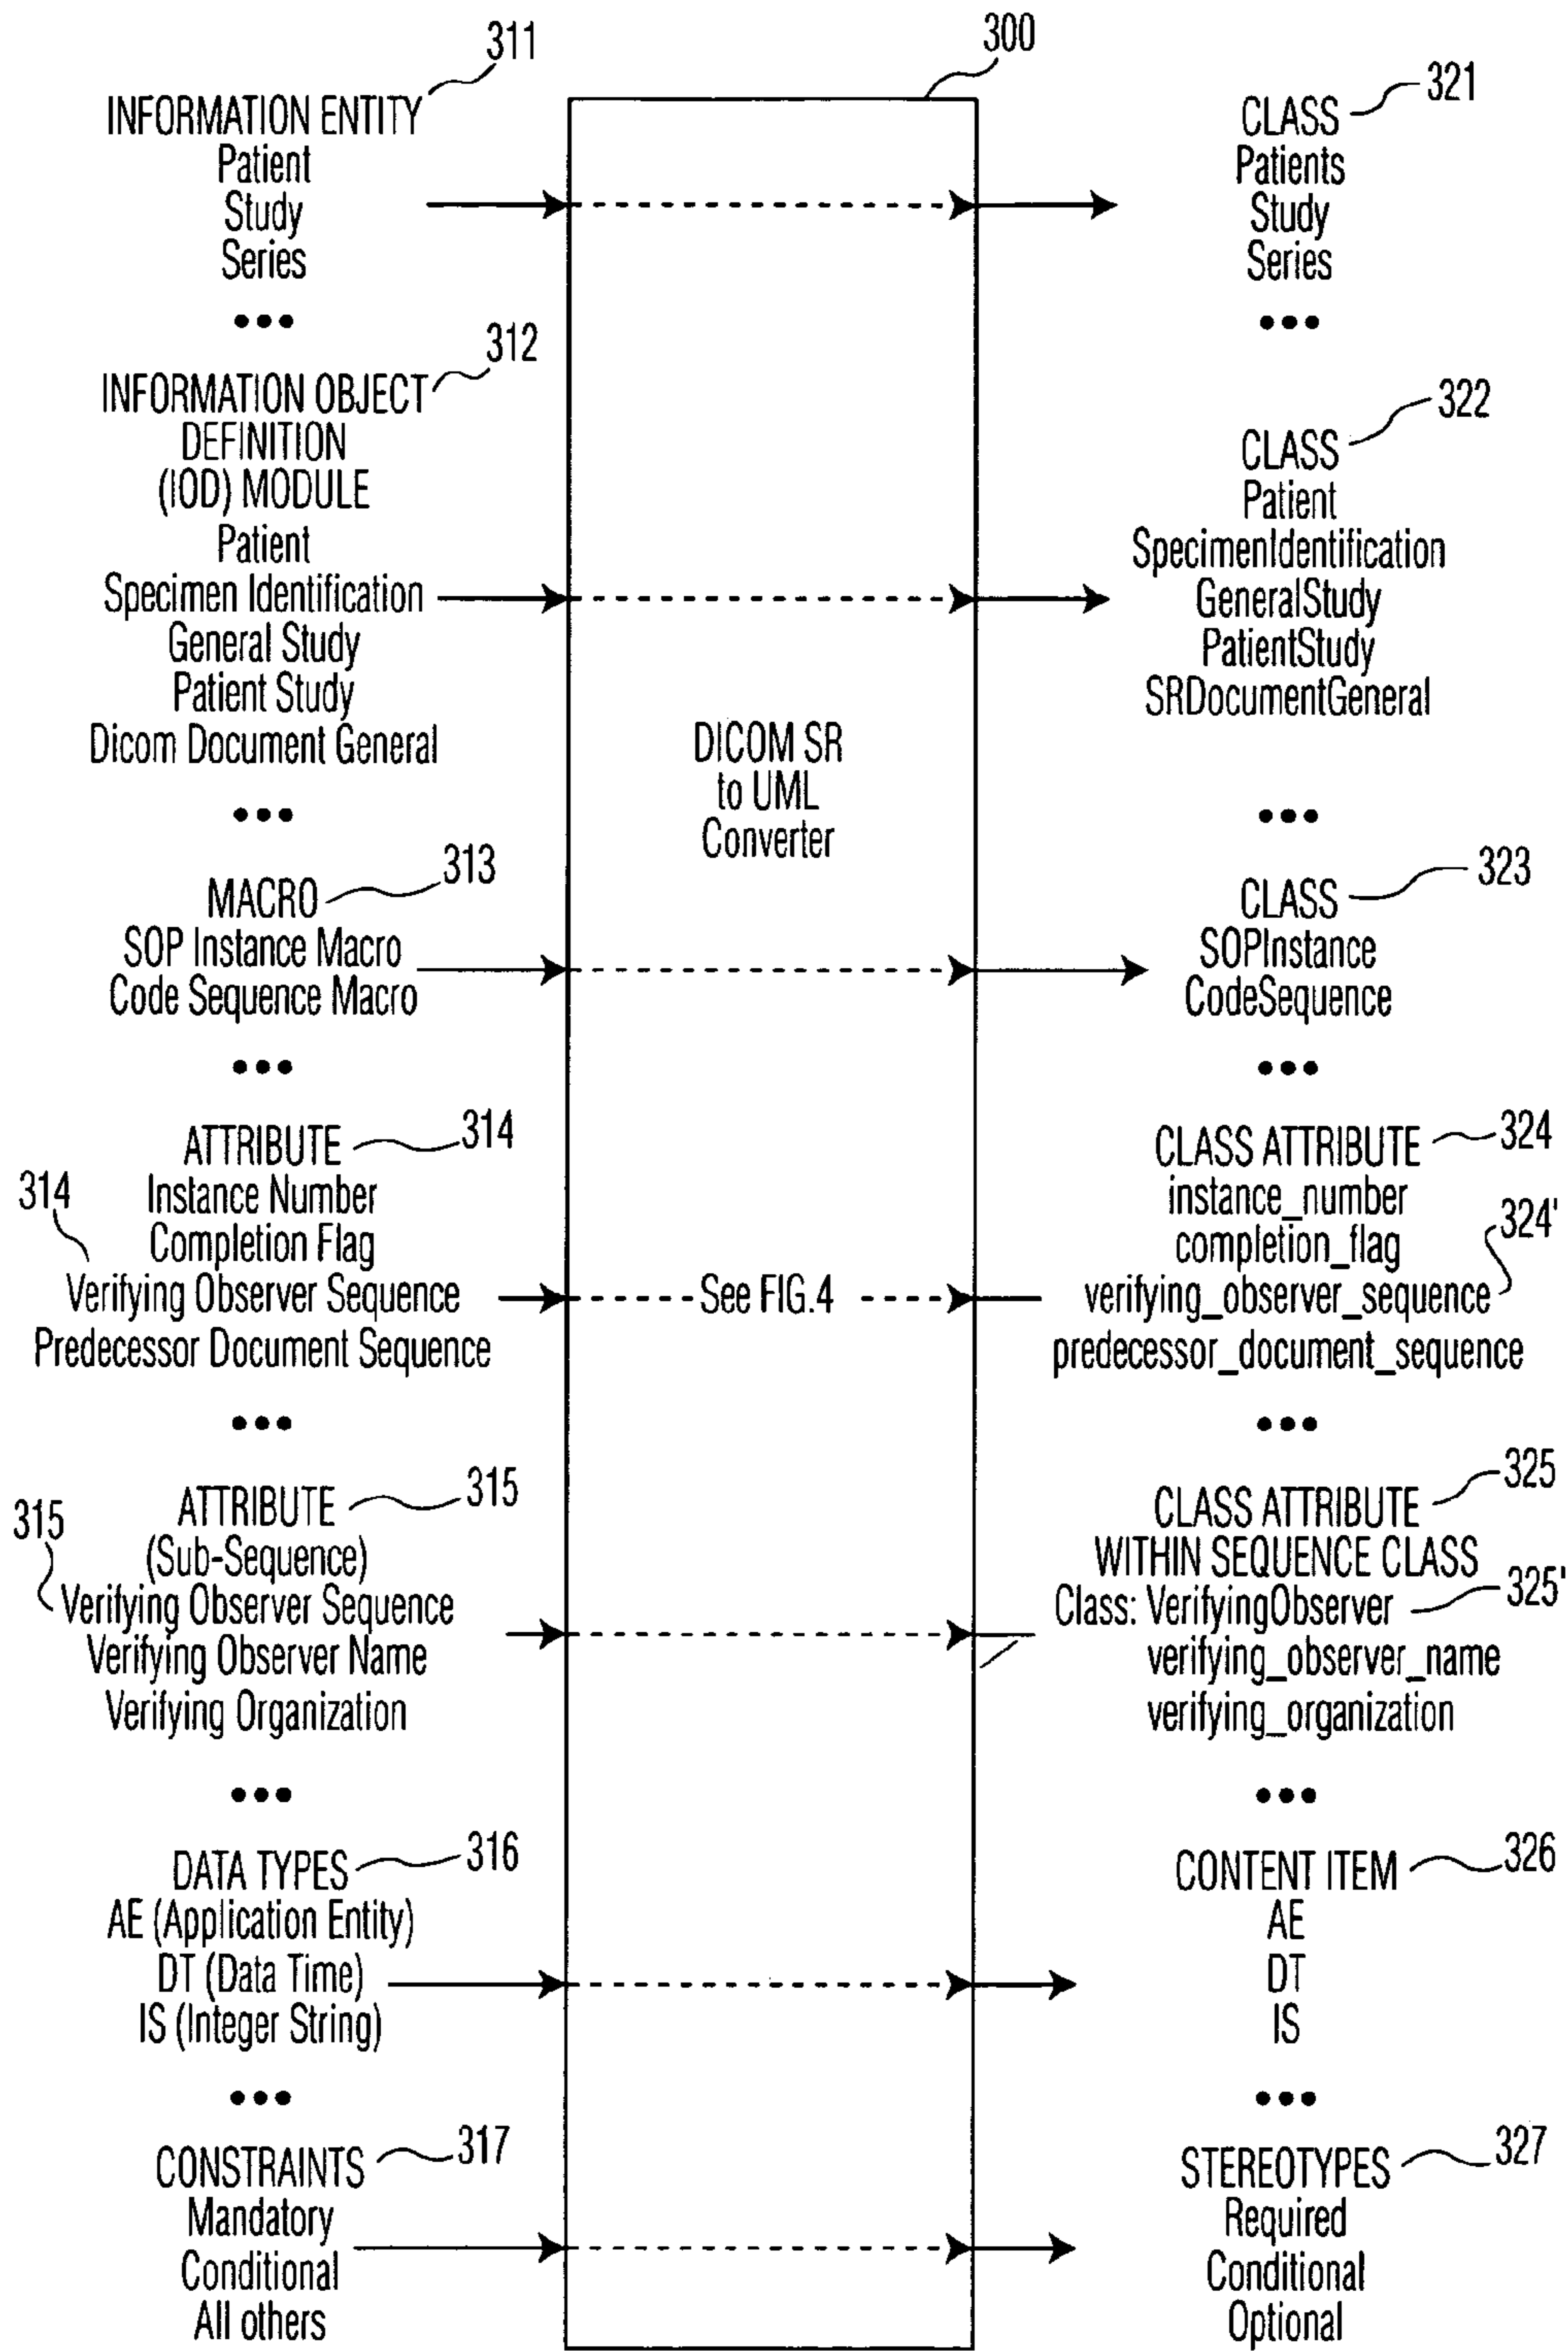 311
INFORMATION ENTITY
Patient
Study
Series
•••
312
INFORMATION OBJECT
DEFINITION
(IOD) MODULE
Patient
Specimen Identification
General Study
Patient Study
Dicom Document General
•••
313
MACRO
SOP Instance Macro
Code Sequence Macro
•••
ATTRIBUTE 314
314
Instance Number
Completion Flag
Verifying Observer Sequence
Predecessor Document Sequence
•••
ATTRIBUTE 315
315
(Sub-Sequence)
Verifying Observer Sequence
Verifying Observer Name
Verifying Organization
•••
DATA TYPES 316
AE (Application Entity)
DT (Data Time)
IS (Integer String)
•••
CONSTRAINTS 317
Mandatory
Conditional
All others
300
DICOM SR
to UML
Converter
See FIG.4
CLASS 321
Patients
Study
Series
•••
322
CLASS
Patient
SpecimenIdentification
GeneralStudy
PatientStudy
SRDocumentGeneral
•••
323
CLASS
SOPInstance
CodeSequence
•••
CLASS ATTRIBUTE 324
instance_number
completion_flag
324'
verifying_observer_sequence
predecessor_document_sequence
•••
325
CLASS ATTRIBUTE
WITHIN SEQUENCE CLASS
Class: VerifyingObserver 325'
verifying_observer_name
verifying_organization
•••
CONTENT ITEM 326
AE
DT
IS
•••
STEREOTYPES 327
Required
Conditional
Optional